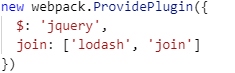 new webpack.ProvidePlugin({
  $: 'jquery',
  join: ['lodash', 'join']
})